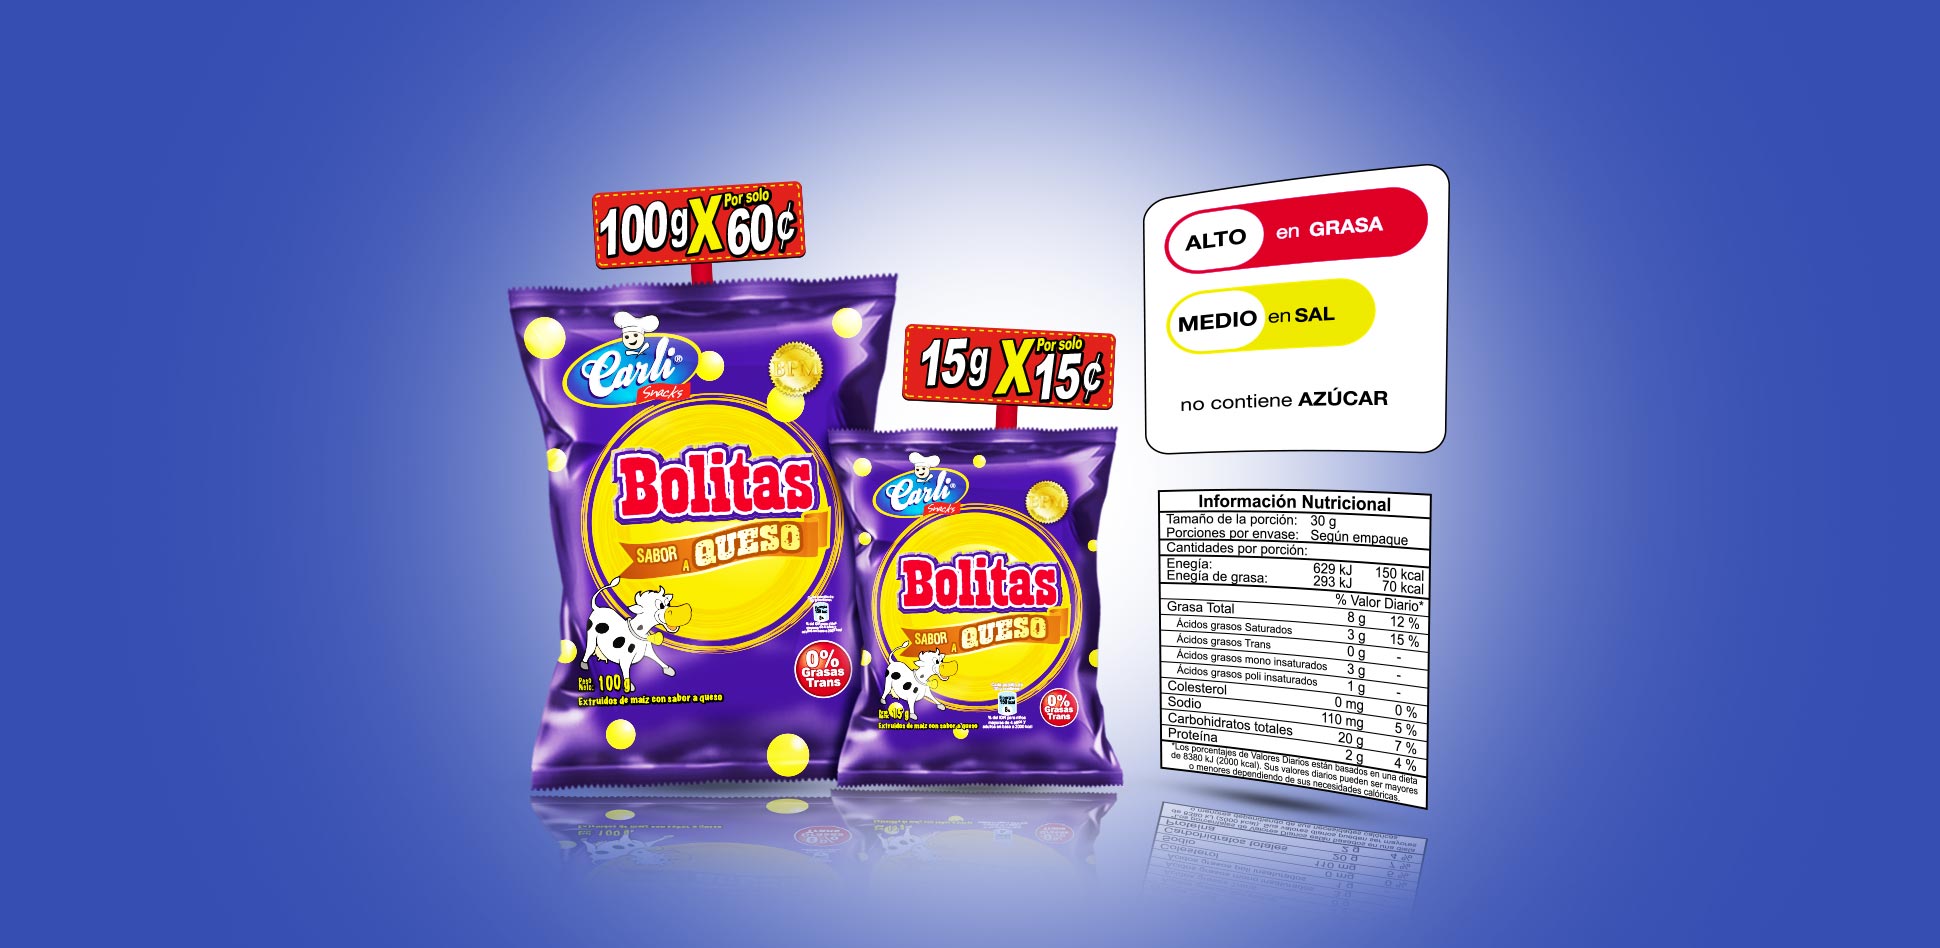 100g X Por solo 60¢
Carli®
Snacks
BPM
Bolitas
SABOR A QUESO
0%
Grasas
Trans
Peso Neto: 100 g
Extruidos de maíz con sabor a queso
15g X Por solo 15¢
Carli®
Snacks
BPM
Bolitas
SABOR A QUESO
0%
Grasas
Trans
15 g
Extruidos de maíz con sabor a queso
ALTO en GRASA
MEDIO en SAL
no contiene AZÚCAR
Información Nutricional
Tamaño de la porción: 30 g
Porciones por envase: Según empaque
Cantidades por porción:
Enegía: 629 kJ 150 kcal
Enegía de grasa: 293 kJ 70 kcal
% Valor Diario*
Grasa Total 8 g 12 %
Ácidos grasos Saturados 3 g 15 %
Ácidos grasos Trans 0 g -
Ácidos grasos mono insaturados 3 g -
Ácidos grasos poli insaturados 1 g -
Colesterol 0 mg 0 %
Sodio 110 mg 5 %
Carbohidratos totales 20 g 7 %
Proteína 2 g 4 %
*Los porcentajes de Valores Diarios están basados en una dieta
de 8380 kJ (2000 kcal). Sus valores diarios pueden ser mayores
o menores dependiendo de sus necesidades calóricas.